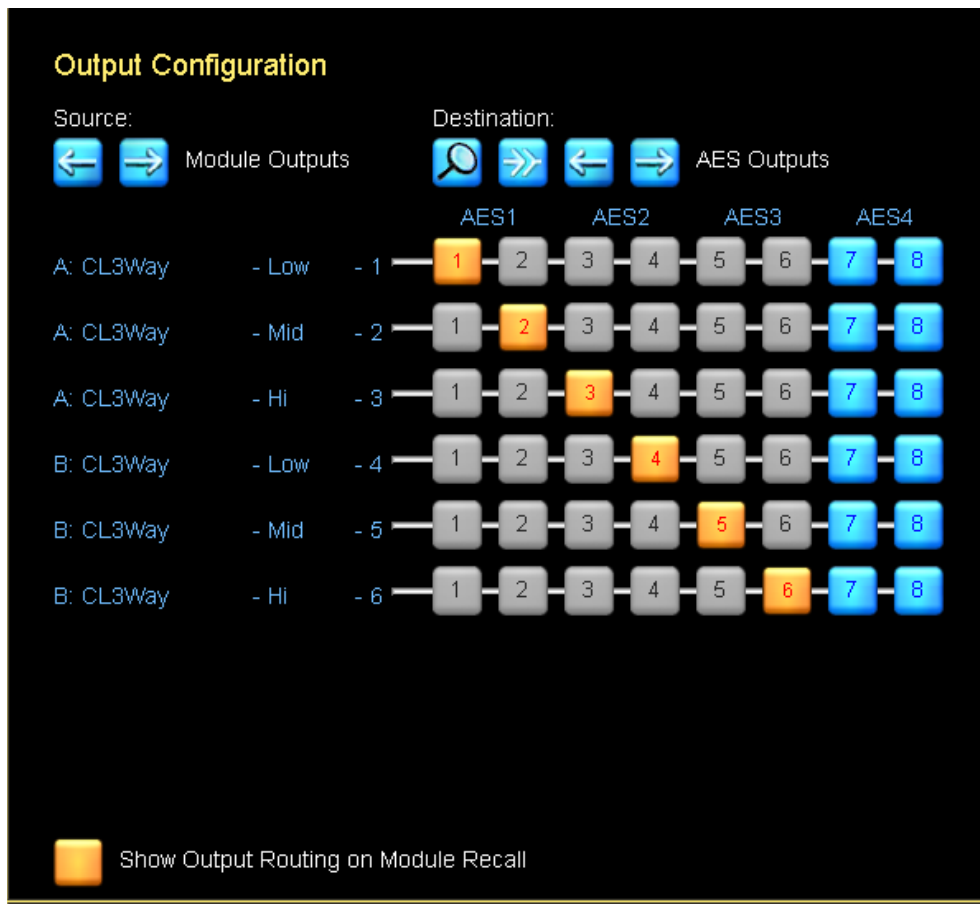 Output Configuration
Source: Destination:
Module Outputs AES Outputs
AES1 AES2 AES3 AES4
A: CL3Way - Low - 1 1 2 3 4 5 6 7 8
A: CL3Way - Mid - 2 1 2 3 4 5 6 7 8
A: CL3Way - Hi - 3 1 2 3 4 5 6 7 8
B: CL3Way - Low - 4 1 2 3 4 5 6 7 8
B: CL3Way - Mid - 5 1 2 3 4 5 6 7 8
B: CL3Way - Hi - 6 1 2 3 4 5 6 7 8
Show Output Routing on Module Recall